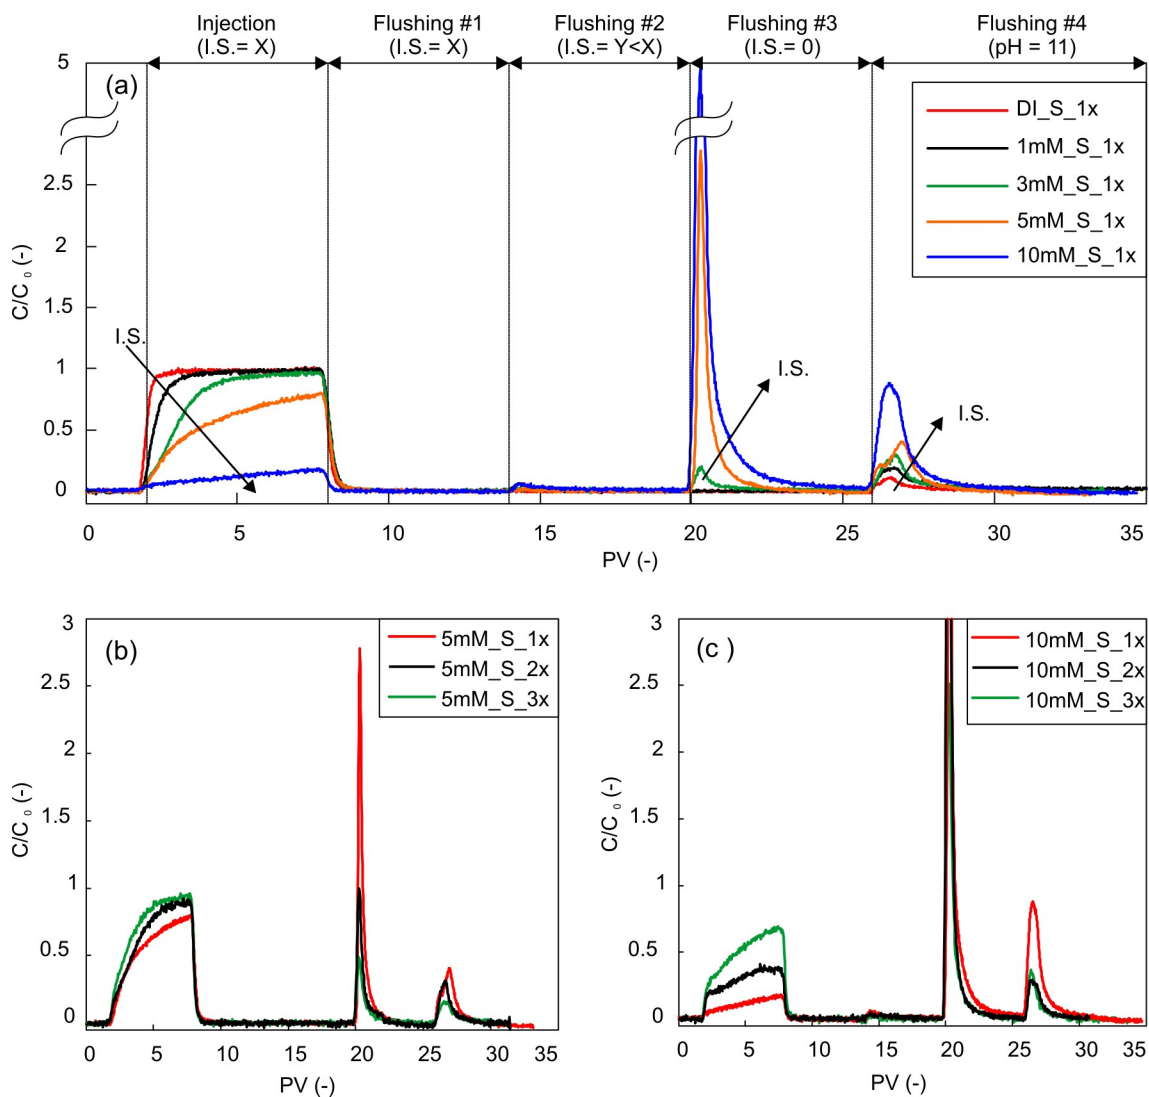 Injection
(I.S.= X)
Flushing #1
(I.S.= X)
Flushing #2
(I.S.= Y<X)
Flushing #3
(I.S.= 0)
Flushing #4
(pH = 11)
(a)
5
2.5
2
1.5
1
0.5
0
C/C₀ (-)
I.S.
I.S.
I.S.
DI_S_1x
1mM_S_1x
3mM_S_1x
5mM_S_1x
10mM_S_1x
0 5 10 15 20 25 30 35
PV (-)
(b)
3
2.5
2
1.5
1
0.5
0
C/C₀ (-)
5mM_S_1x
5mM_S_2x
5mM_S_3x
0 5 10 15 20 25 30 35
PV (-)
(c )
3
2.5
2
1.5
1
0.5
0
C/C₀ (-)
10mM_S_1x
10mM_S_2x
10mM_S_3x
0 5 10 15 20 25 30 35
PV (-)